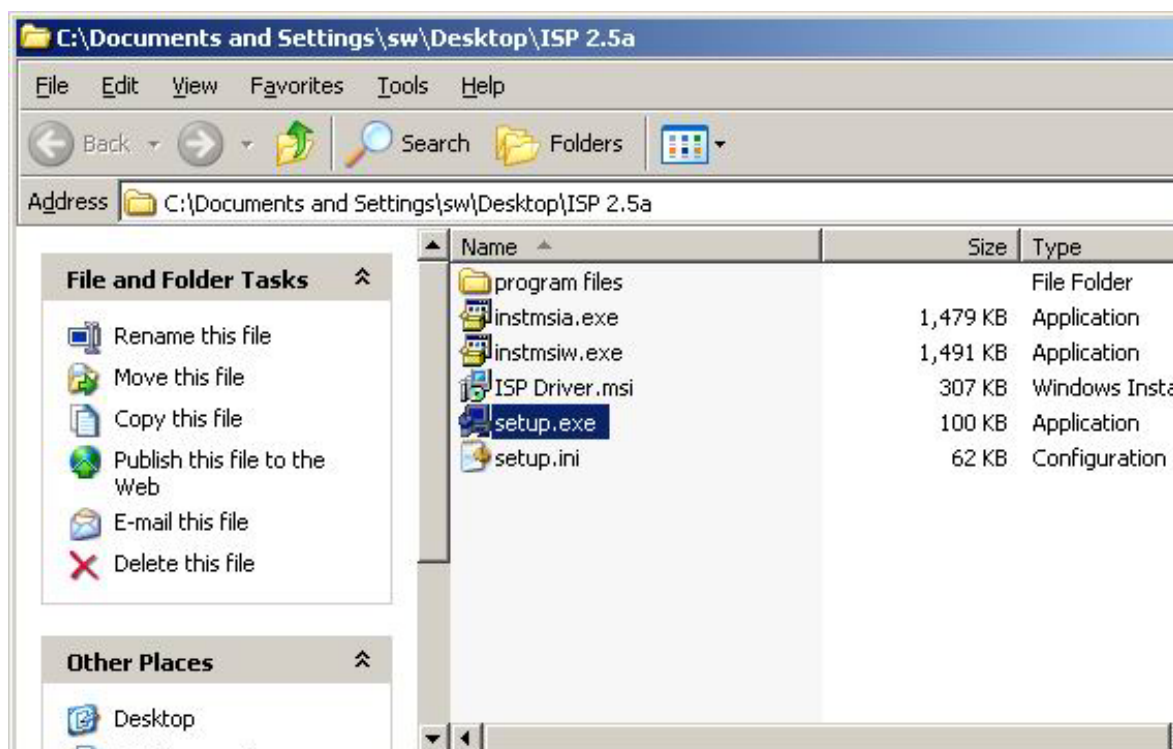 C:\Documents and Settings\sw\Desktop\ISP 2.5a
File Edit View Favorites Tools Help
Back Search Folders
Address C:\Documents and Settings\sw\Desktop\ISP 2.5a
Name Size Type
File and Folder Tasks
Rename this file
Move this file
Copy this file
Publish this file to the
Web
E-mail this file
Delete this file
Other Places
Desktop
program files File Folder
instmsia.exe 1,479 KB Application
instmsiw.exe 1,491 KB Application
ISP Driver.msi 307 KB Windows Insta
setup.exe 100 KB Application
setup.ini 62 KB Configuration